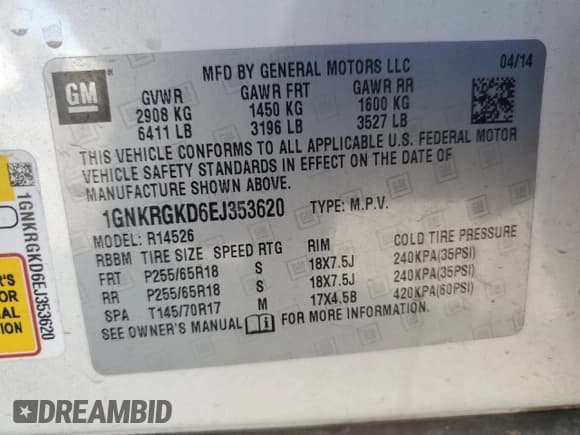 GM
MFD BY GENERAL MOTORS LLC 04/14
GVWR GAWR FRT GAWR RR
2908 KG 1450 KG 1600 KG
6411 LB 3196 LB 3527 LB
THIS VEHICLE CONFORMS TO ALL APPLICABLE U.S. FEDERAL MOTOR
VEHICLE SAFETY STANDARDS IN EFFECT ON THE DATE OF
MANUFACTURE SHOWN ABOVE.
1GNKRGKD6EJ353620 TYPE: M.P.V.
MODEL: R14526
RBBM TIRE SIZE SPEED RTG RIM COLD TIRE PRESSURE
FRT P255/65R18 S 18X7.5J 240KPA(35PSI)
RR P255/65R18 S 18X7.5J 240KPA(35PSI)
SPA T145/70R17 M 17X4.5B 420KPA(60PSI)
SEE OWNER'S MANUAL FOR MORE INFORMATION.
1GNKRGKD6EJ353620
R'S
OR
AL
TION
DREAMBID